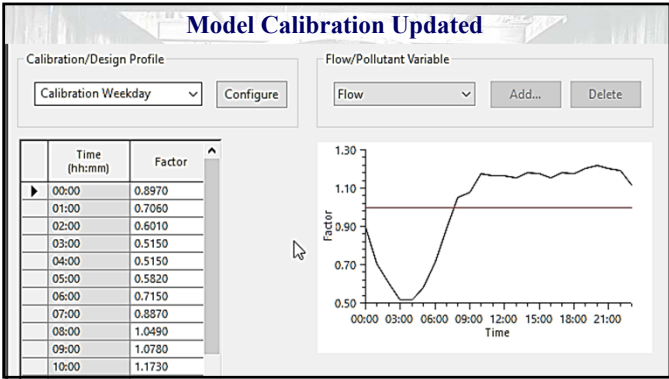 Model Calibration Updated
Calibration/Design Profile
Calibration Weekday
Configure
Flow/Pollutant Variable
Flow
Add...
Delete
Time
(hh:mm)
Factor
00:00 0.8970
01:00 0.7060
02:00 0.6010
03:00 0.5150
04:00 0.5150
05:00 0.5820
06:00 0.7150
07:00 0.8870
08:00 1.0490
09:00 1.0780
10:00 1.1730
1.30
1.10
0.90
0.70
0.50
Factor
00:00 03:00 06:00 09:00 12:00 15:00 18:00 21:00
Time